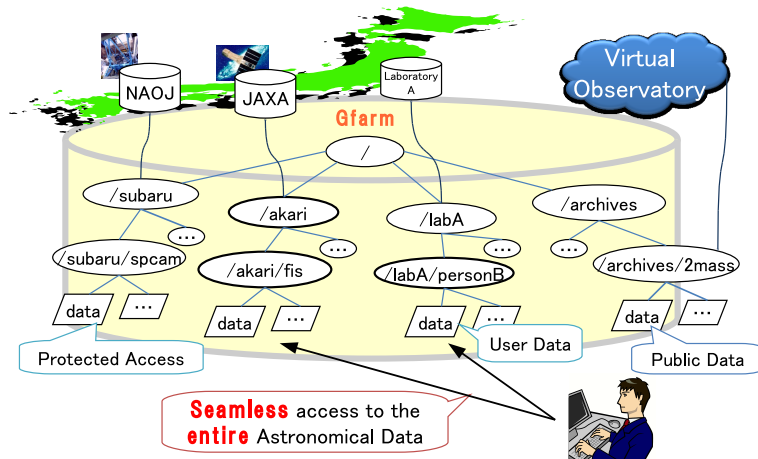 NAOJ
JAXA
Laboratory
A
Virtual
Observatory
Gfarm
/
/subaru
/akari
/labA
/archives
...
...
...
...
/subaru/spcam
/akari/fis
/labA/personB
/archives/2mass
data
...
data
...
data
...
data
...
Protected Access
User Data
Public Data
Seamless access to the
entire Astronomical Data